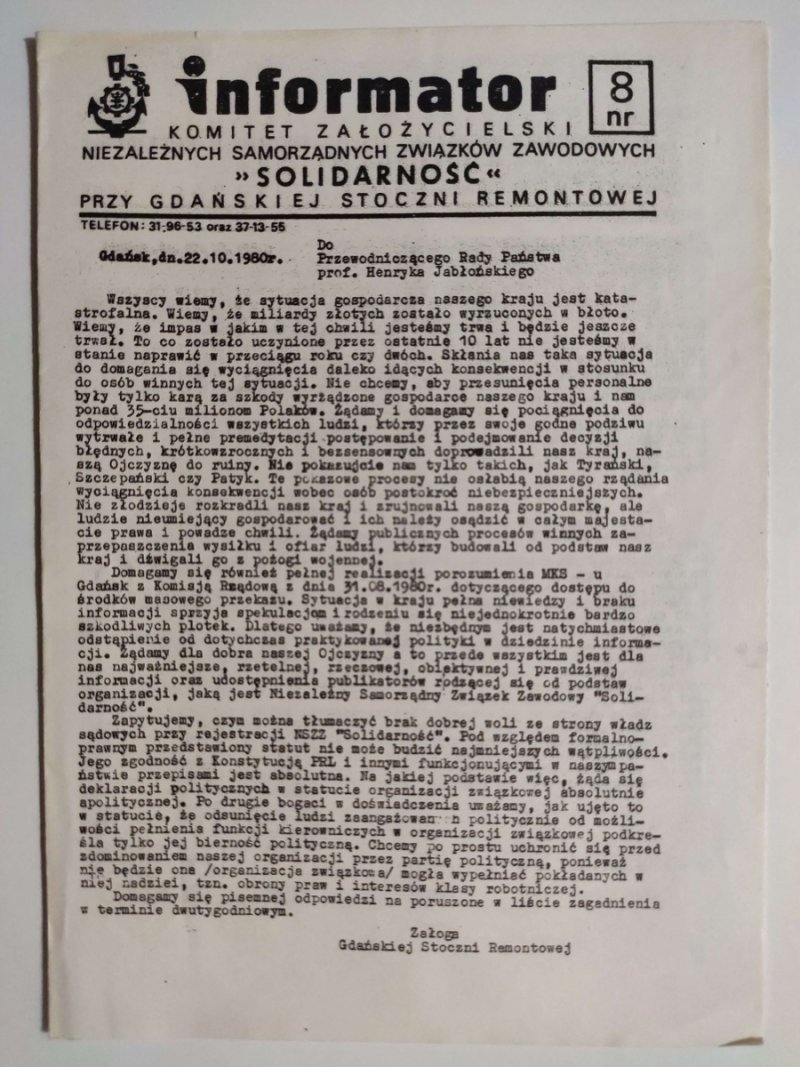 informator
8
nr
KOMITET ZAŁOŻYCIELSKI
NIEZALEŻNYCH SAMORZĄDNYCH ZWIĄZKÓW ZAWODOWYCH
» SOLIDARNOŚĆ «
PRZY GDAŃSKIEJ STOCZNI REMONTOWEJ
TELEFON: 31-96-53 oraz 37-13-55
Do
Gdańsk,dn.22.10.1980r. Przewodniczącego Rady Państwa
prof. Henryka Jabłońskiego
Wszyscy wiemy, że sytuacja gospodarcza naszego kraju jest kata-
strofalna. Wiemy, że miliardy złotych zostało wyrzuconych w błoto.
Wiemy, że impas w jakim w tej chwili jesteśmy trwa i będzie jeszcze
trwał. To co zostało uczynione przez ostatnie 10 lat nie jesteśmy w
stanie naprawić w przeciągu roku czy dwóch. Skłania nas taka sytuacja
do domagania się wyciągnięcia daleko idących konsekwencji w stosunku
do osób winnych tej sytuacji. Nie chcemy, aby przesunięcia personalne
były tylko karą za szkody wyrządzone gospodarce naszego kraju i nam
ponad 35-ciu milionom Polaków. Żądamy i domagamy się pociągnięcia do
odpowiedzialności wszystkich ludzi, którzy przez swoje godne podziwu
wytrwałe i pełne premedytacji postępowanie i podejmowanie decyzji
błędnych, krótkowzrocznych i bezsensownych doprowadzili nasz kraj, na-
szą Ojczyznę do ruiny. Nie pokazujcie nam tylko takich, jak Tyrański,
Szczepański czy Patyk. Te pokazowe procesy nie osłabią naszego rządania
wyciągnięcia konsekwencji wobec osób postokroć niebezpieczniejszych.
Nie złodzieje rozkradli nasz kraj i zrujnowali naszą gospodarkę, ale
ludzie nieumiejący gospodarować i ich należy osądzić w całym majesta-
cie prawa i powadze chwili. Żądamy publicznych procesów winnych za-
przepaszczenia wysiłku i ofiar ludzi, którzy budowali od podstaw nasz
kraj i dźwigali go z pożogi wojennej.
Domagamy się również pełnej realizacji porozumienia MKS - u
Gdańsk z Komisją Rządową z dnia 31.08.1980r. dotyczącego dostępu do
środków masowego przekazu. Sytuacja w kraju pełna niewiedzy i braku
informacji sprzyja spekulacjom i rodzeniu się niejednokrotnie bardzo
szkodliwych plotek. Dlatego uważamy, że niezbędnym jest natychmiastowe
odstąpienie od dotychczas praktykowanej polityki w dziedzinie informa-
cji. Żądamy dla dobra naszej Ojczyzny a to przede wszystkim jest dla
nas najważniejsze, rzetelnej, rzeczowej, obiektywnej i prawdziwej
informacji oraz udostępnienia publikatorów rodzącej się od podstaw
organizacji, jaką jest Niezależny Samorządny Związek Zawodowy "Soli-
darność".
Zapytujemy, czym można tłumaczyć brak dobrej woli ze strony władz
sądowych przy rejestracji NSZZ "Solidarność". Pod względem formalno-
prawnym przedstawiony statut nie może budzić najmniejszych wątpliwości.
Jego zgodność z Konstytucją PRL i innymi funkcjonującymi w naszympa-
ństwie przepisami jest absolutna. Na jakiej podstawie więc, żąda się
deklaracji politycznych w statucie organizacji związkowej absolutnie
apolitycznej. Po drugie bogaci w doświadczenia uważamy, jak ujęto to
w statucie, że odsunięcie ludzi politycznie od możli-
wości pełnienia funkcji kierowniczych w organizacji związkowej podkre-
śla tylko jej bierność polityczną. Chcemy po prostu uchronić się przed
zdominowaniem naszej organizacji przez partię polityczną, ponieważ
nie będzie ona /organizacja związkowa/ mogła wypełniać pokładanych w
niej nadziei, tzn. obrony praw i interesów klasy robotniczej.
Domagamy się pisemnej odpowiedzi na poruszone w liście zagadnienia
w terminie dwutygodniowym.
Załoga
Gdańskiej Stoczni Remontowej